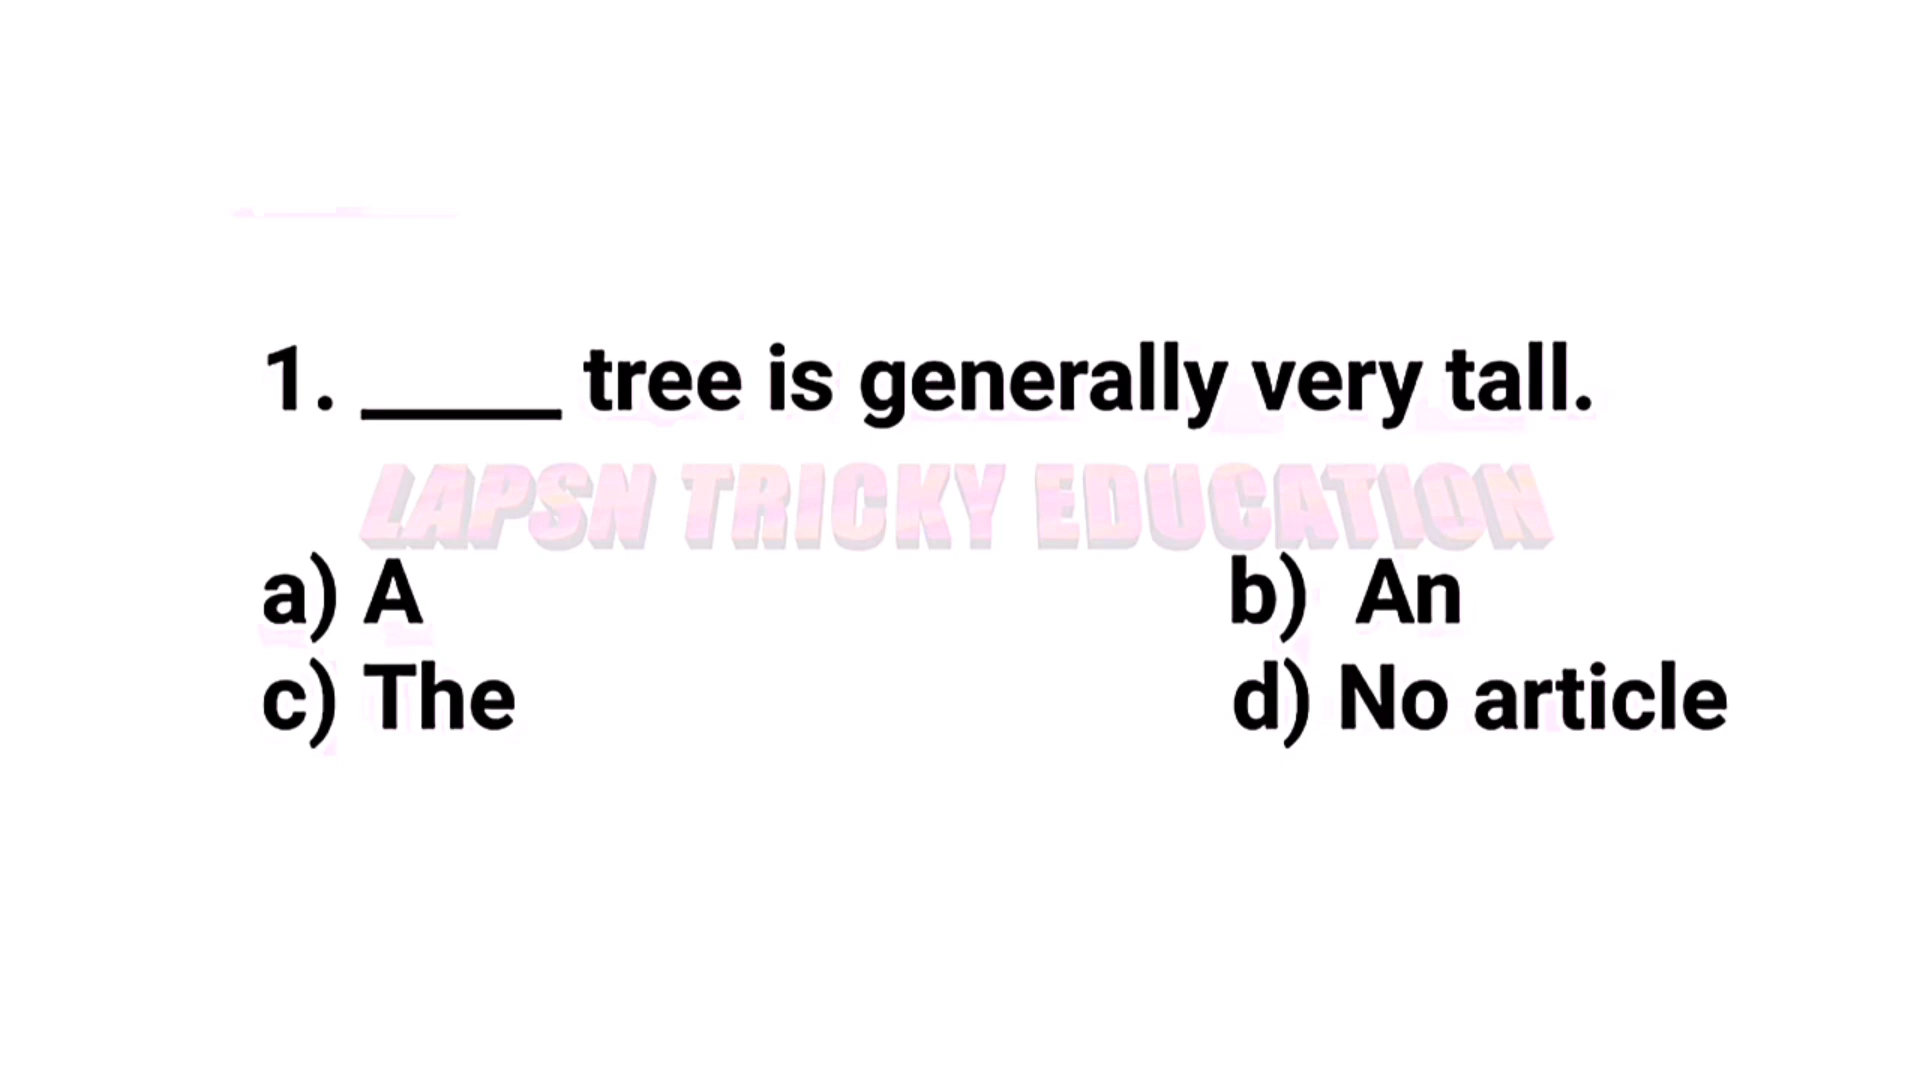 1. _____ tree is generally very tall.
LAPSN TRICKY EDUCATION
a) A b) An
c) The d) No article